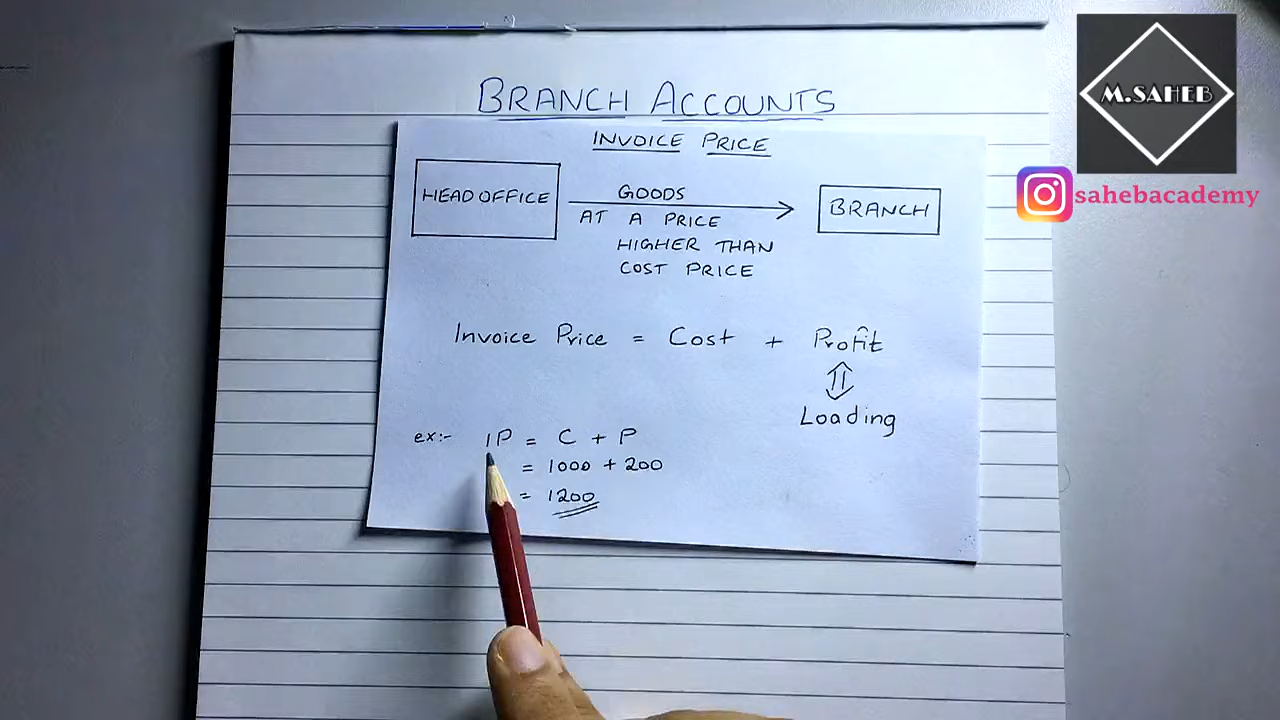 BRANCH ACCOUNTS
INVOICE PRICE
HEAD OFFICE
GOODS
AT A PRICE
HIGHER THAN
COST PRICE
BRANCH
Invoice Price = Cost + Profit
Loading
ex:- IP = C + P
= 1000 + 200
= 1200
M.SAHEB
sahebacademy